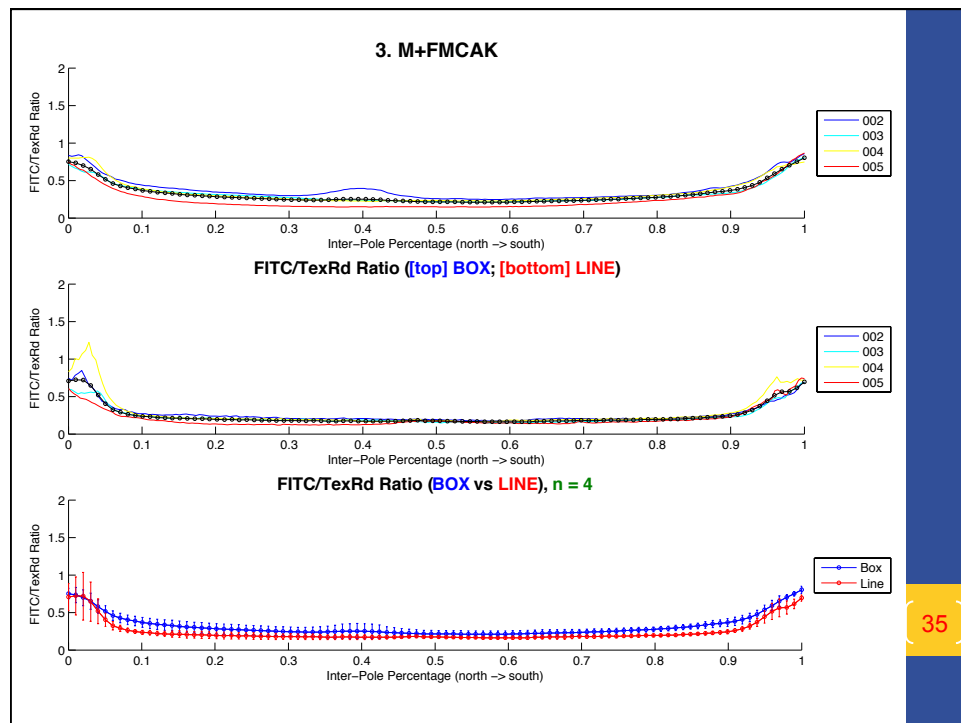 3. M+FMCAK
2
1.5
1
0.5
0
FITC/TexRd Ratio
0 0.1 0.2 0.3 0.4 0.5 0.6 0.7 0.8 0.9 1
Inter-Pole Percentage (north -> south)
002
003
004
005
FITC/TexRd Ratio ([top] BOX; [bottom] LINE)
2
1.5
1
0.5
0
FITC/TexRd Ratio
0 0.1 0.2 0.3 0.4 0.5 0.6 0.7 0.8 0.9 1
Inter-Pole Percentage (north -> south)
002
003
004
005
FITC/TexRd Ratio (BOX vs LINE), n = 4
2
1.5
1
0.5
0
FITC/TexRd Ratio
0 0.1 0.2 0.3 0.4 0.5 0.6 0.7 0.8 0.9 1
Inter-Pole Percentage (north -> south)
Box
Line
35